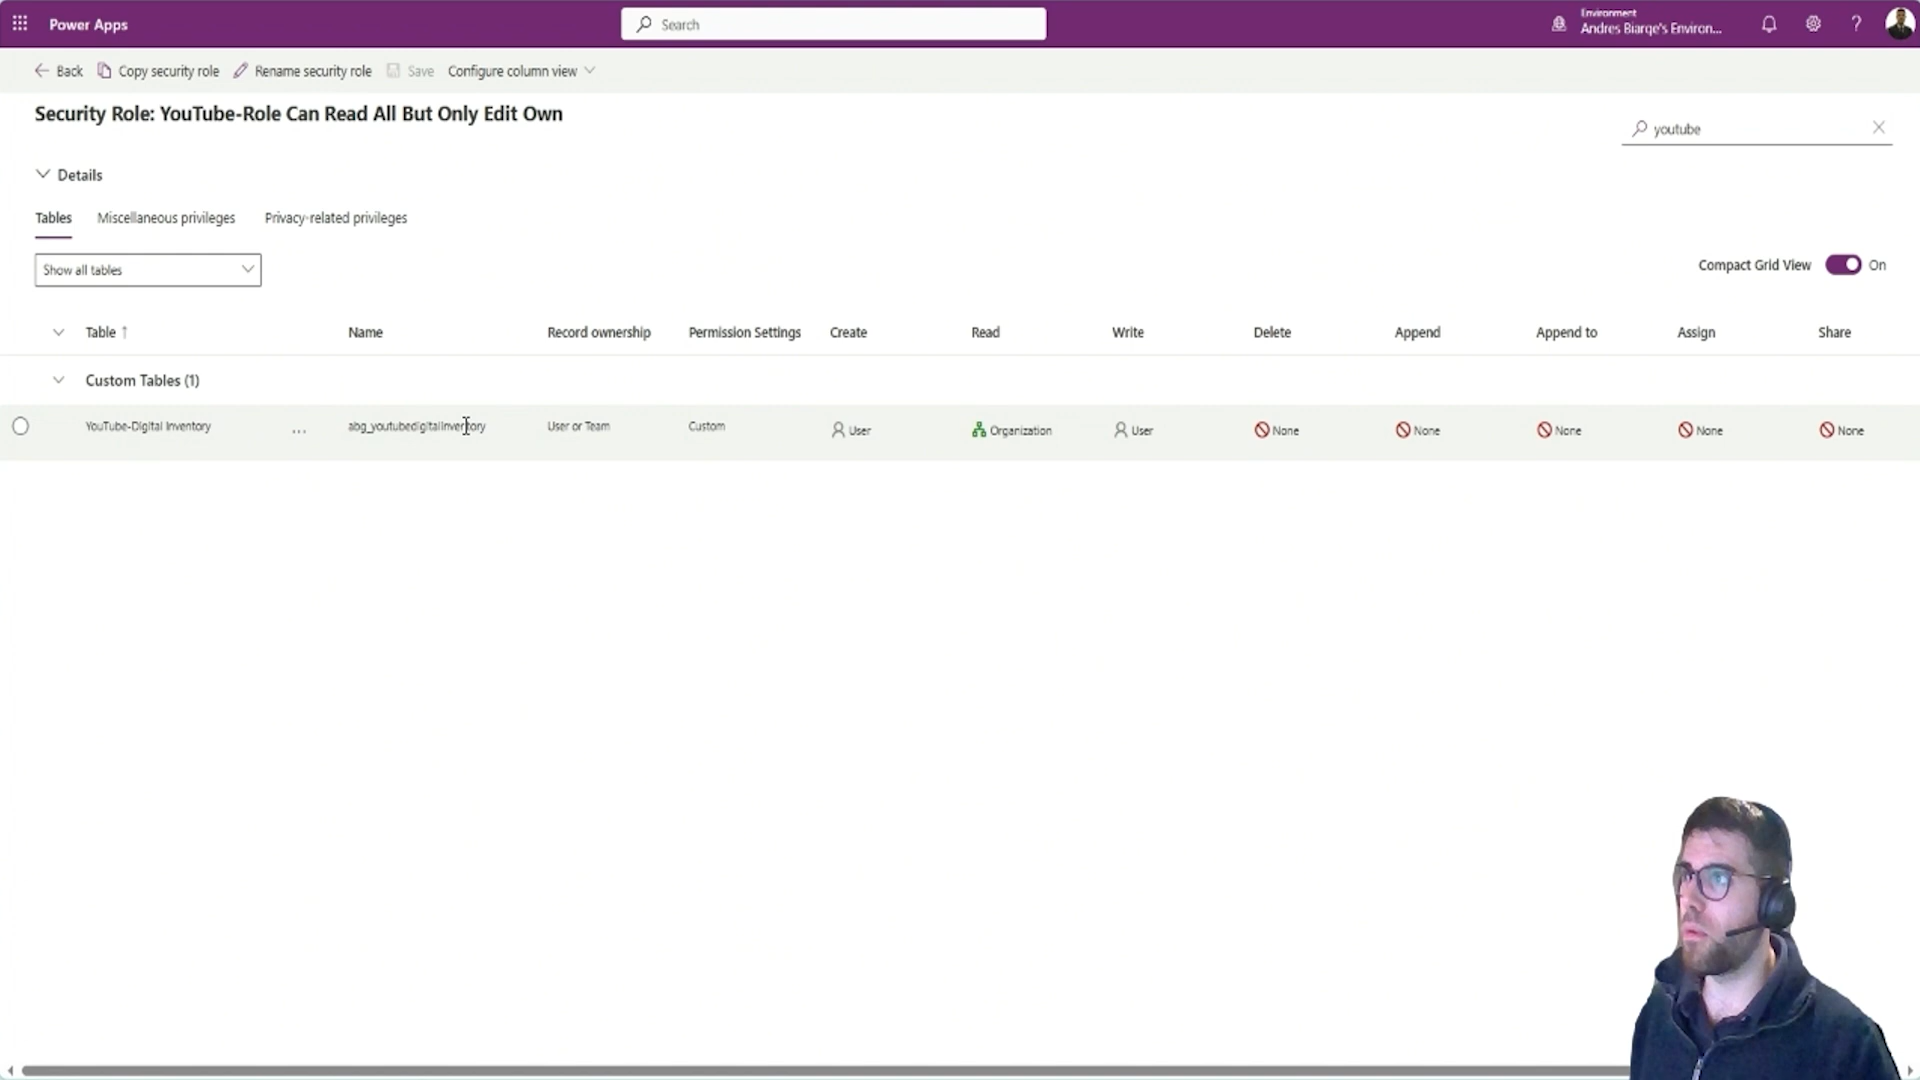 Power Apps
Search
Environment
Andres Biarge's Environ...
Back
Copy security role
Rename security role
Save
Configure column view
Security Role: YouTube-Role Can Read All But Only Edit Own
youtube
Details
Tables
Miscellaneous privileges
Privacy-related privileges
Show all tables
Compact Grid View
On
Table ↑ Name Record ownership Permission Settings Create Read Write Delete Append Append to Assign Share
Custom Tables (1)
YouTube-Digital Inventory ... abg_youtubedigitalinventory User or Team Custom User Organization User None None None None None